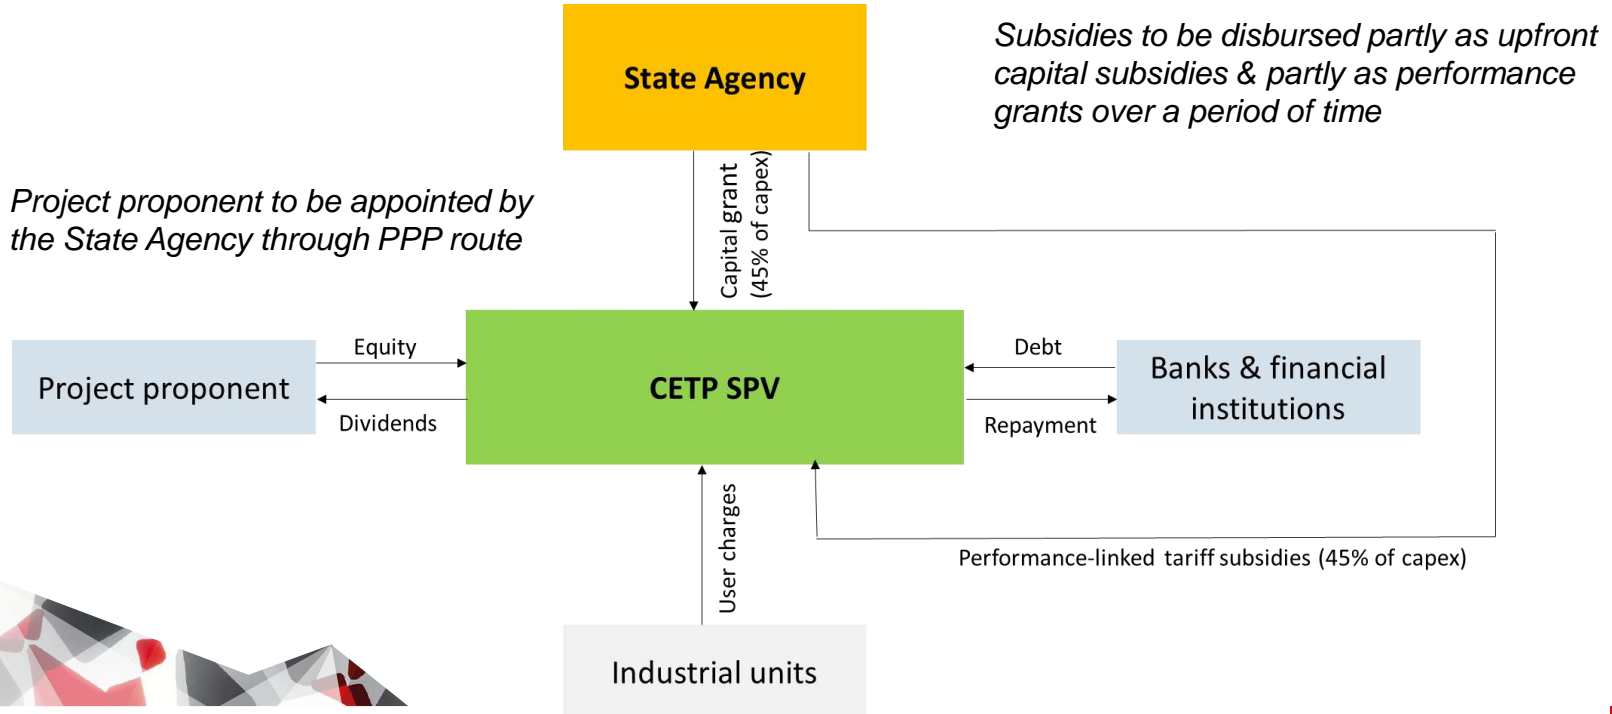 State Agency
Subsidies to be disbursed partly as upfront
capital subsidies & partly as performance
grants over a period of time
Project proponent to be appointed by
the State Agency through PPP route
Capital grant
(45% of capex)
Project proponent
Equity
Dividends
CETP SPV
Debt
Repayment
Banks & financial
institutions
User charges
Performance-linked tariff subsidies (45% of capex)
Industrial units